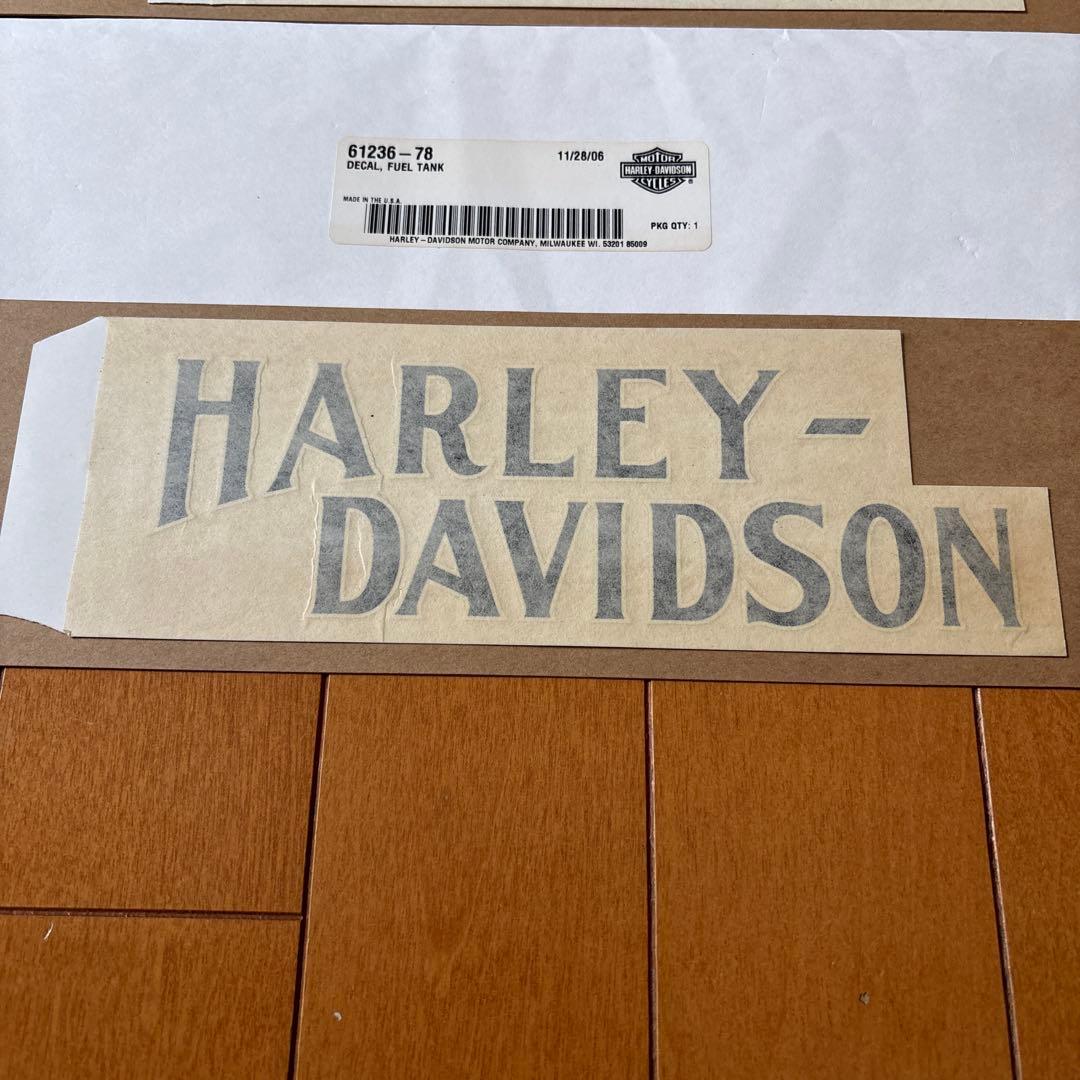 61236-78
DECAL, FUEL TANK
11/28/06
MOTOR
HARLEY-DAVIDSON
CYCLES
®
MADE IN THE U.S.A.
PKG QTY: 1
HARLEY-DAVIDSON MOTOR COMPANY, MILWAUKEE WI. 53201 85009
HARLEY-
DAVIDSON